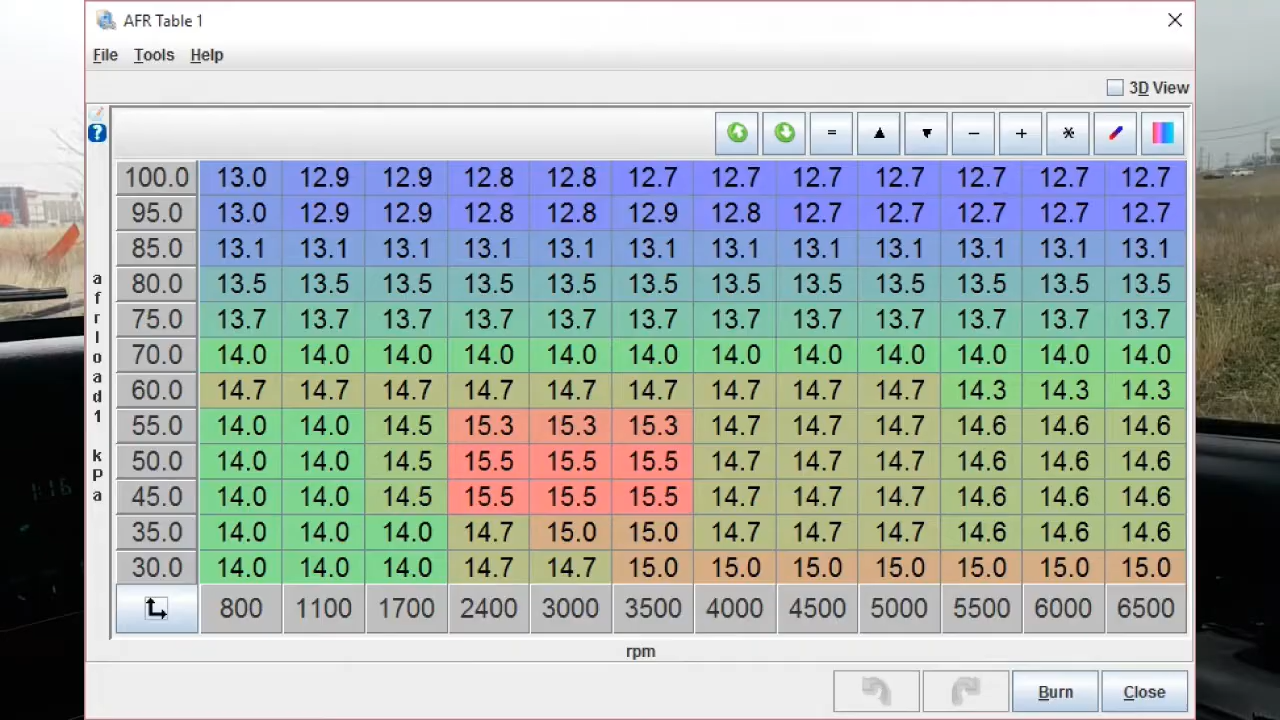 AFR Table 1
File Tools Help
3D View
= ▲ ▼ − + *
100.0 13.0 12.9 12.9 12.8 12.8 12.7 12.7 12.7 12.7 12.7 12.7 12.7
95.0 13.0 12.9 12.9 12.8 12.8 12.9 12.8 12.7 12.7 12.7 12.7 12.7
85.0 13.1 13.1 13.1 13.1 13.1 13.1 13.1 13.1 13.1 13.1 13.1 13.1
80.0 13.5 13.5 13.5 13.5 13.5 13.5 13.5 13.5 13.5 13.5 13.5 13.5
75.0 13.7 13.7 13.7 13.7 13.7 13.7 13.7 13.7 13.7 13.7 13.7 13.7
70.0 14.0 14.0 14.0 14.0 14.0 14.0 14.0 14.0 14.0 14.0 14.0 14.0
60.0 14.7 14.7 14.7 14.7 14.7 14.7 14.7 14.7 14.7 14.3 14.3 14.3
55.0 14.0 14.0 14.5 15.3 15.3 15.3 14.7 14.7 14.7 14.6 14.6 14.6
50.0 14.0 14.0 14.5 15.5 15.5 15.5 14.7 14.7 14.7 14.6 14.6 14.6
45.0 14.0 14.0 14.5 15.5 15.5 15.5 14.7 14.7 14.7 14.6 14.6 14.6
35.0 14.0 14.0 14.0 14.7 15.0 15.0 14.7 14.7 14.7 14.6 14.6 14.6
30.0 14.0 14.0 14.0 14.7 14.7 15.0 15.0 15.0 15.0 15.0 15.0 15.0
800 1100 1700 2400 3000 3500 4000 4500 5000 5500 6000 6500
afrload1 kpa
rpm
Burn Close
1:16